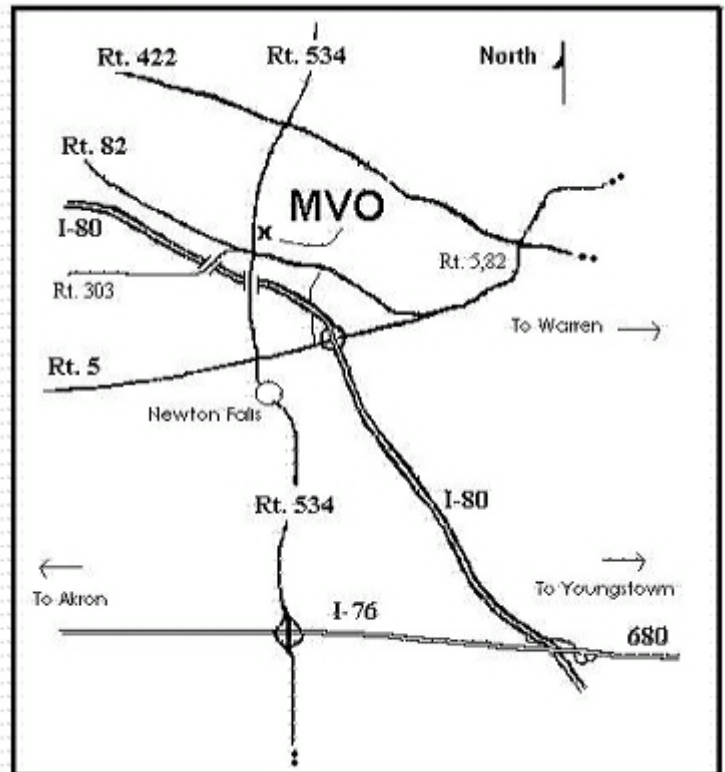 Rt. 422
Rt. 534
North
Rt. 82
MVO
I-80
Rt. 5,82
Rt. 303
To Warren
Rt. 5
Newton Falls
I-80
Rt. 534
To Akron
To Youngstown
I-76
680